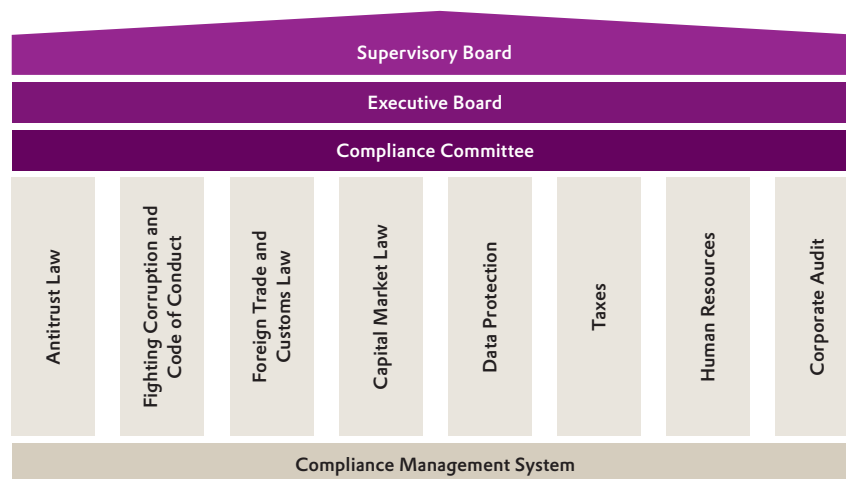 Supervisory Board
Executive Board
Compliance Committee
Antitrust Law
Fighting Corruption and
Code of Conduct
Foreign Trade and
Customs Law
Capital Market Law
Data Protection
Taxes
Human Resources
Corporate Audit
Compliance Management System